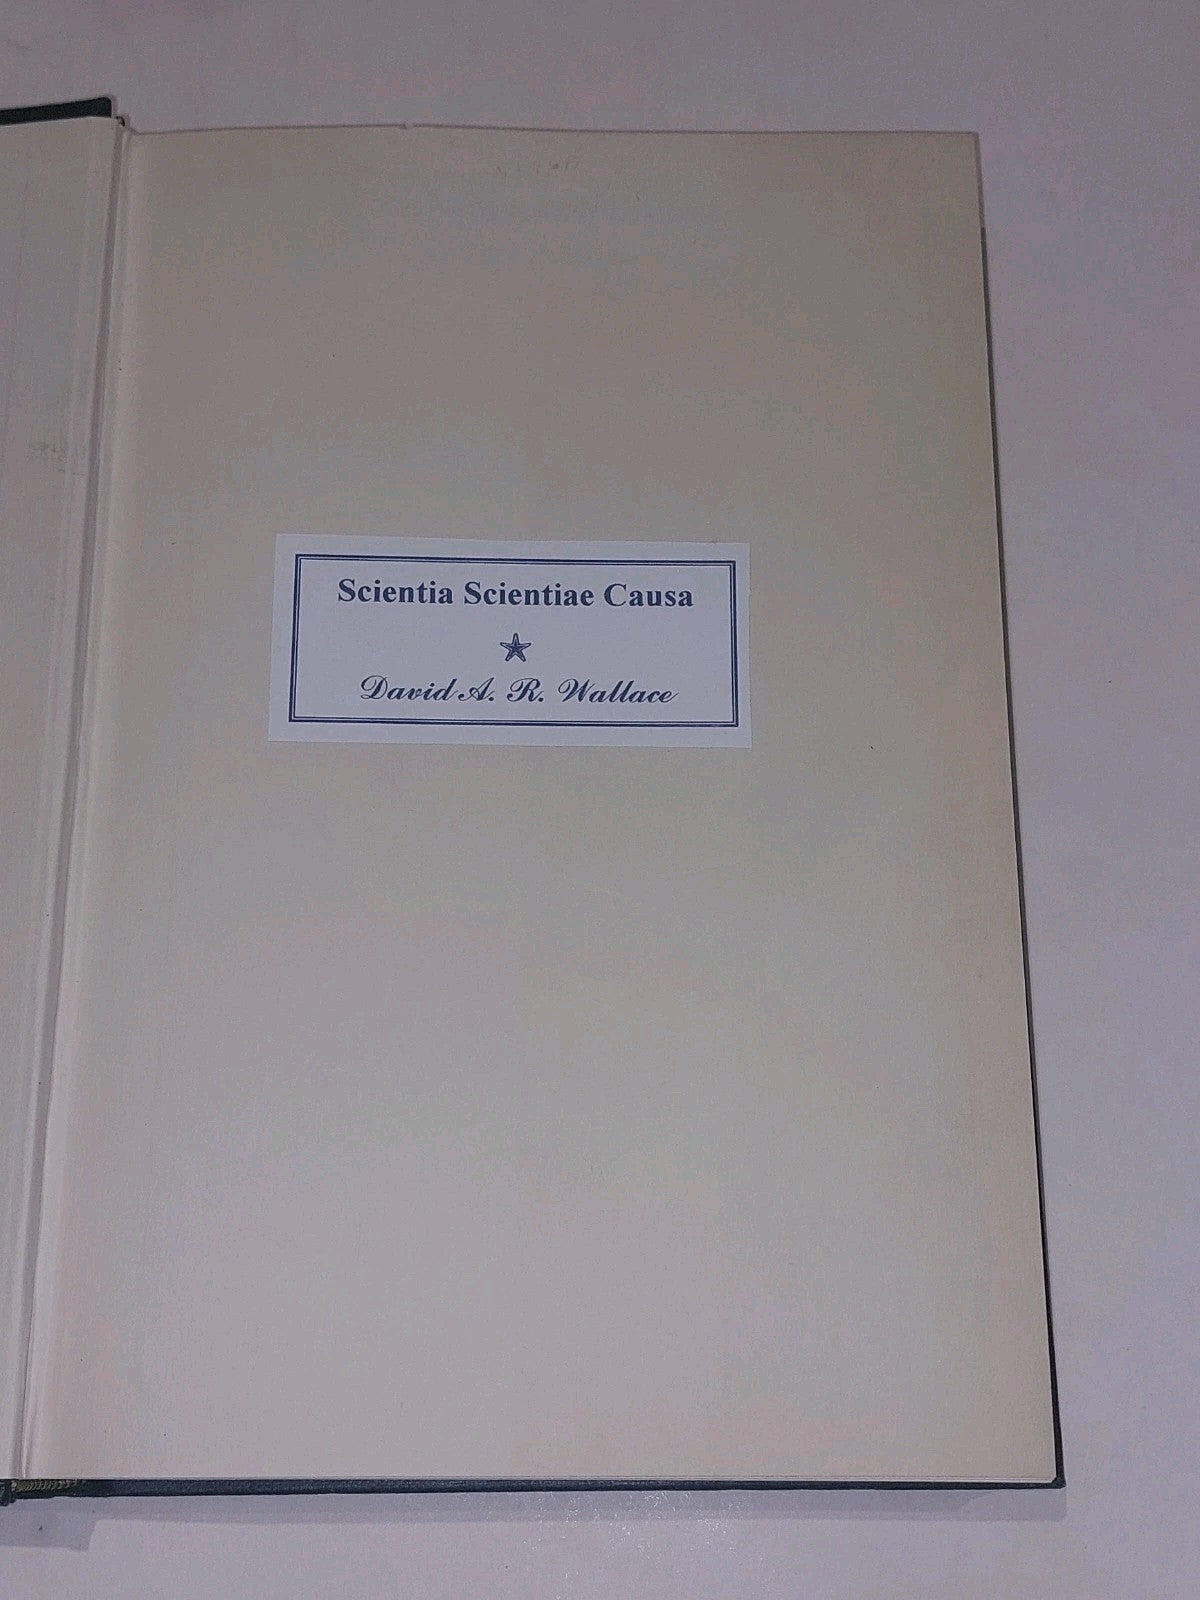 Scientia Scientiae Causa
David A. R. Wallace